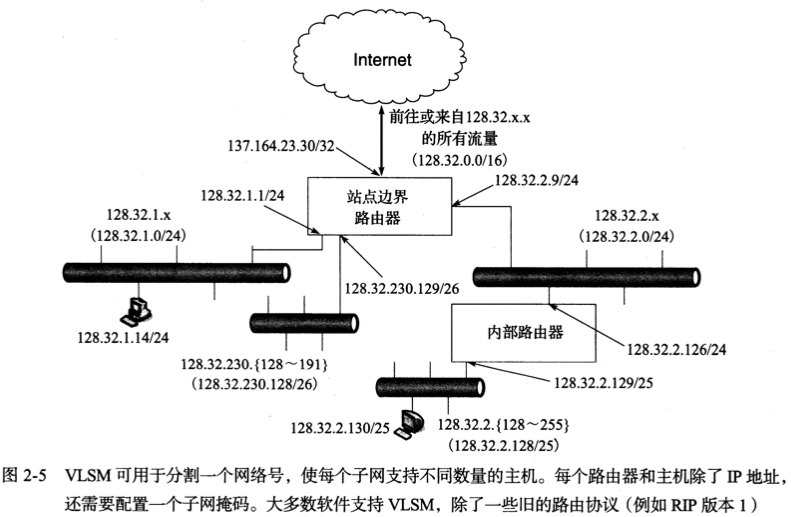 Internet
前往或来自128.32.x.x
的所有流量
（128.32.0.0/16）
137.164.23.30/32
128.32.2.9/24
128.32.1.1/24
站点边界
路由器
128.32.1.x
（128.32.1.0/24）
128.32.2.x
（128.32.2.0/24）
128.32.230.129/26
128.32.1.14/24
内部路由器
128.32.2.126/24
128.32.230.{128～191}
（128.32.230.128/26）
128.32.2.129/25
128.32.2.130/25
128.32.2.{128～255}
（128.32.2.128/25）
图 2-5 VLSM 可用于分割一个网络号，使每个子网支持不同数量的主机。每个路由器和主机除了 IP 地址，
还需要配置一个子网掩码。大多数软件支持 VLSM，除了一些旧的路由协议（例如 RIP 版本 1）